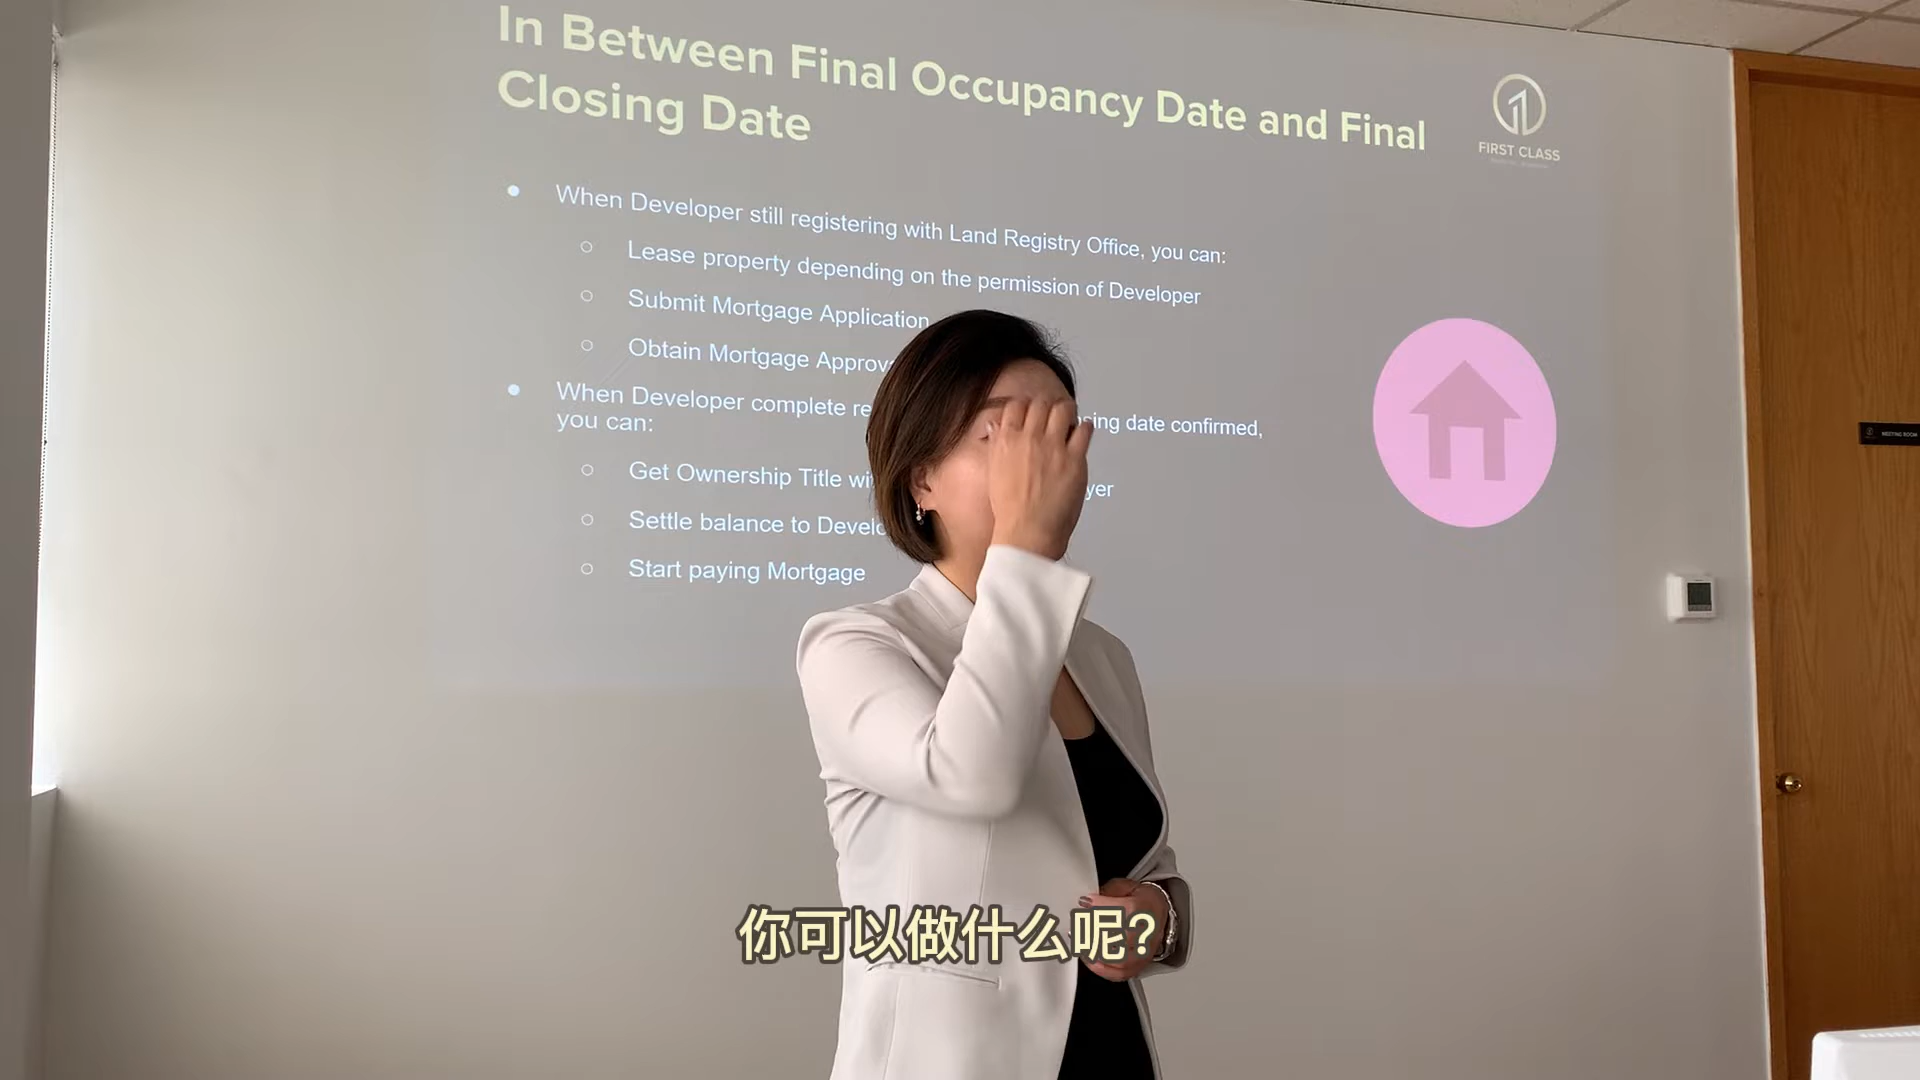 In Between Final Occupancy Date and Final
Closing Date
FIRST CLASS
When Developer still registering with Land Registry Office, you can:
Lease property depending on the permission of Developer
Submit Mortgage Application
Obtain Mortgage Approv
When Developer complete re sing date confirmed,
you can:
Get Ownership Title wi yer
Settle balance to Develo
Start paying Mortgage
MEETING ROOM
你可以做什么呢?